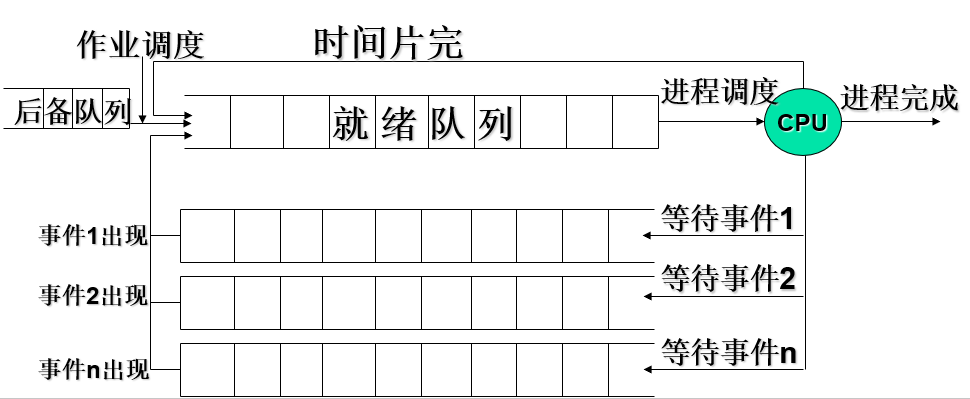 作业调度
时间片完
后备队列
就绪队列
进程调度
CPU
进程完成
事件1出现
等待事件1
事件2出现
等待事件2
事件n出现
等待事件n